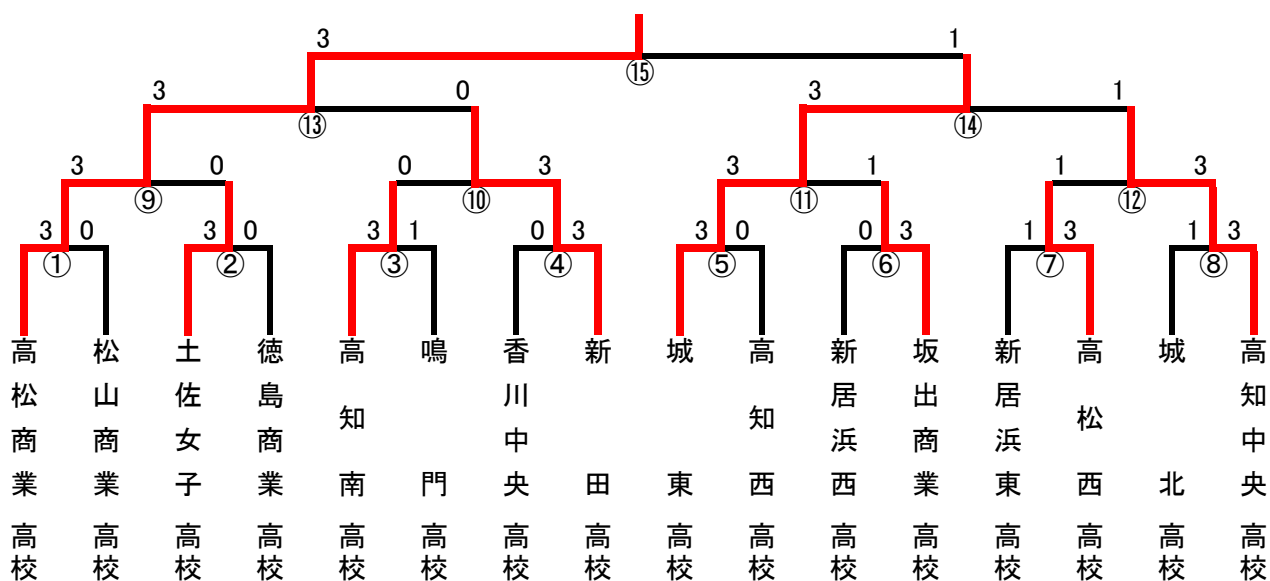 3 1
⑮
3 0 3 1
⑬ ⑭
3 0 0 3 3 1 1 3
⑨ ⑩ ⑪ ⑫
3 0 3 0 3 1 0 3 3 0 0 3 1 3 1 3
① ② ③ ④ ⑤ ⑥ ⑦ ⑧
高松商業高校
松山商業高校
土佐女子高校
徳島商業高校
高知南高校
鳴門高校
香川中央高校
新田高校
城東高校
高知西高校
新居浜西高校
坂出商業高校
新居浜東高校
高松西高校
城北高校
高知中央高校